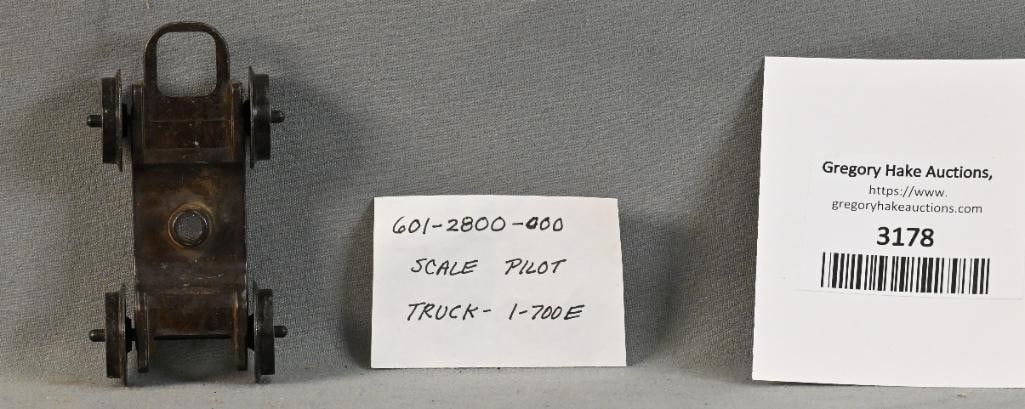 601-2800-000
SCALE PILOT
TRUCK- 1-700E
Gregory Hake Auctions,
https://www.
gregoryhakeauctions.com
3178